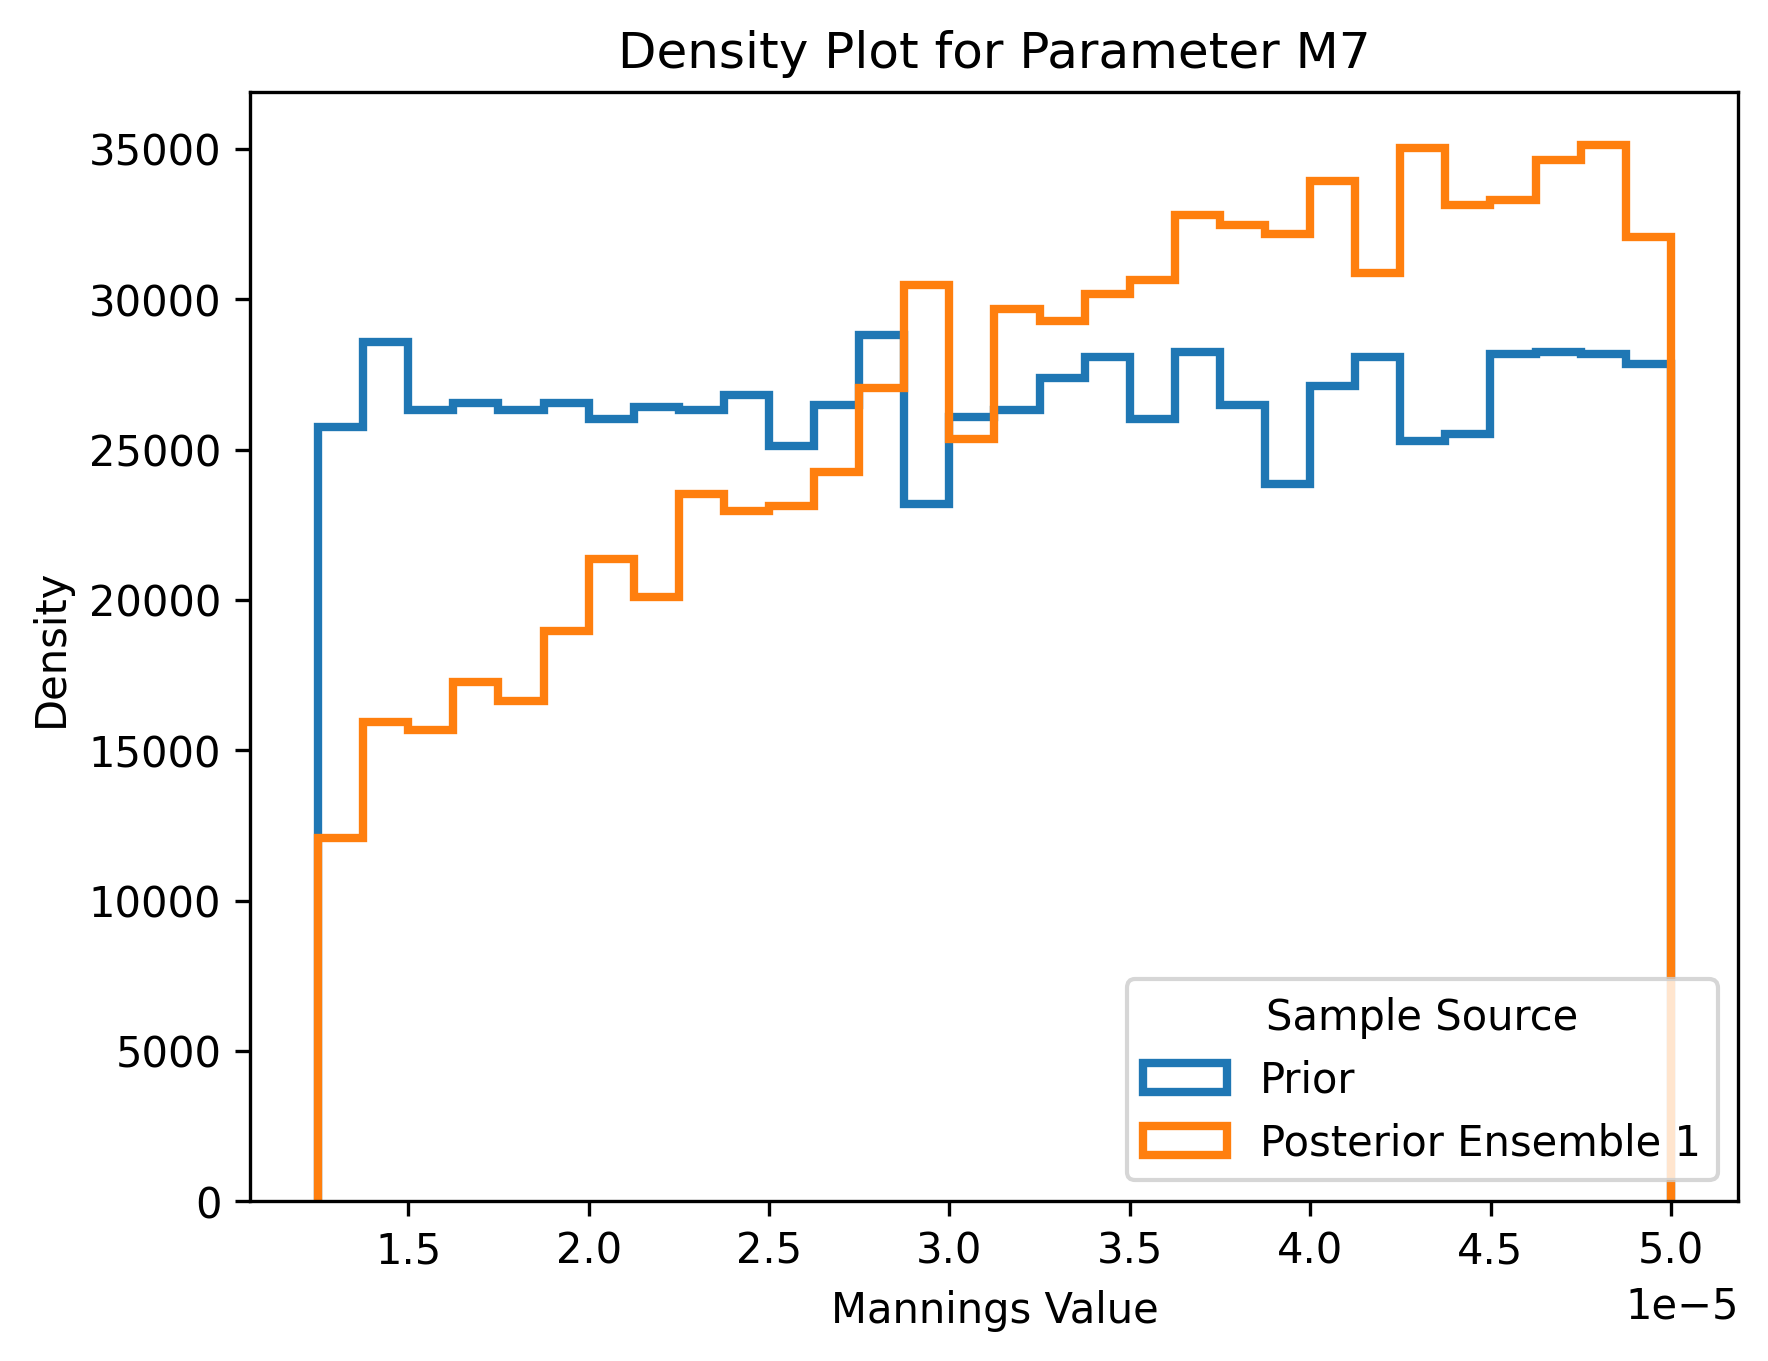 Density Plot for Parameter M7
35000
30000
25000
20000
15000
10000
5000
0
Density
1.5 2.0 2.5 3.0 3.5 4.0 4.5 5.0
1e−5
Mannings Value
Sample Source
Prior
Posterior Ensemble 1